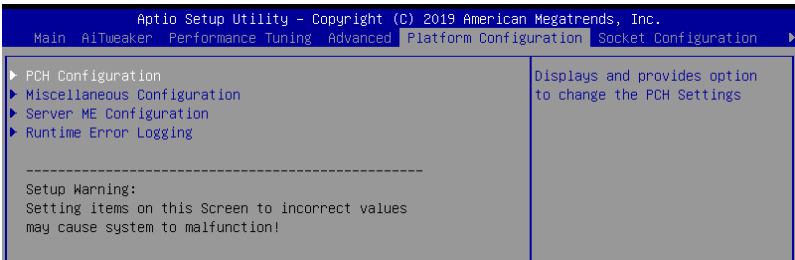 Aptio Setup Utility – Copyright (C) 2019 American Megatrends, Inc.
Main AiTweaker Performance Tuning Advanced Platform Configuration Socket Configuration
PCH Configuration
Miscellaneous Configuration
Server ME Configuration
Runtime Error Logging
------------------------------------------------
Setup Warning:
Setting items on this Screen to incorrect values
may cause system to malfunction!
Displays and provides option
to change the PCH Settings